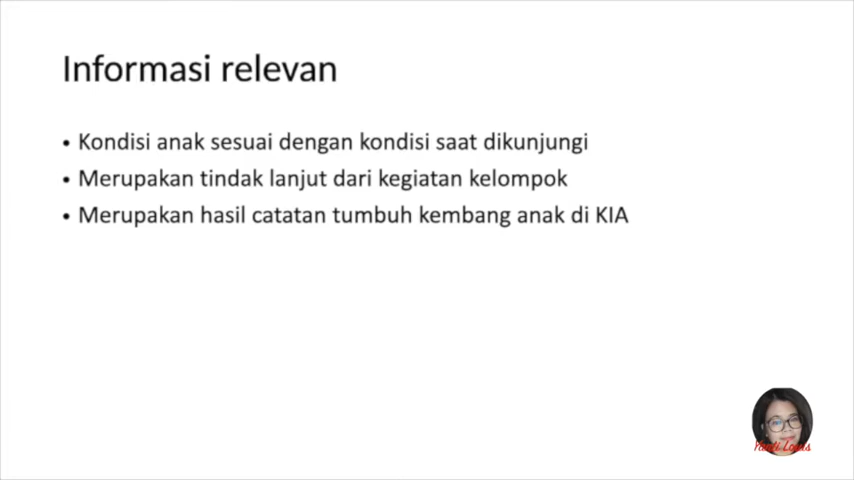 Informasi relevan
• Kondisi anak sesuai dengan kondisi saat dikunjungi
• Merupakan tindak lanjut dari kegiatan kelompok
• Merupakan hasil catatan tumbuh kembang anak di KIA